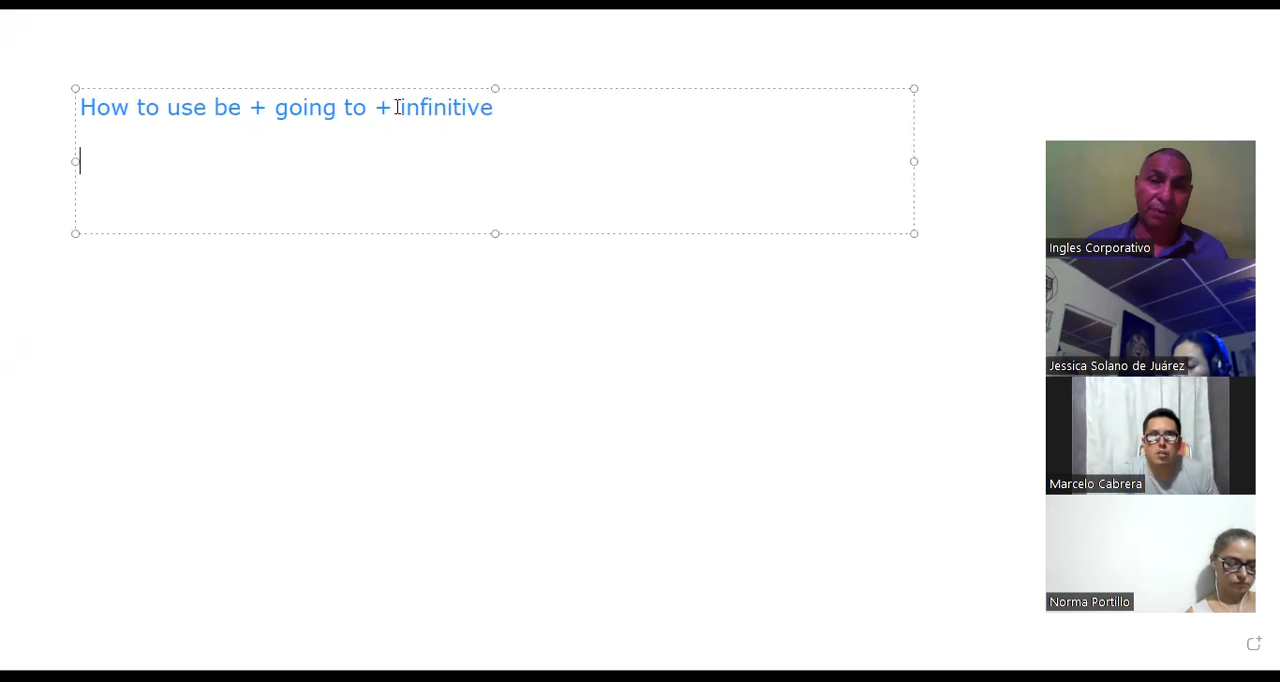 How to use be + going to + infinitive
Ingles Corporativo
Jessica Solano de Juárez
Marcelo Cabrera
Norma Portillo